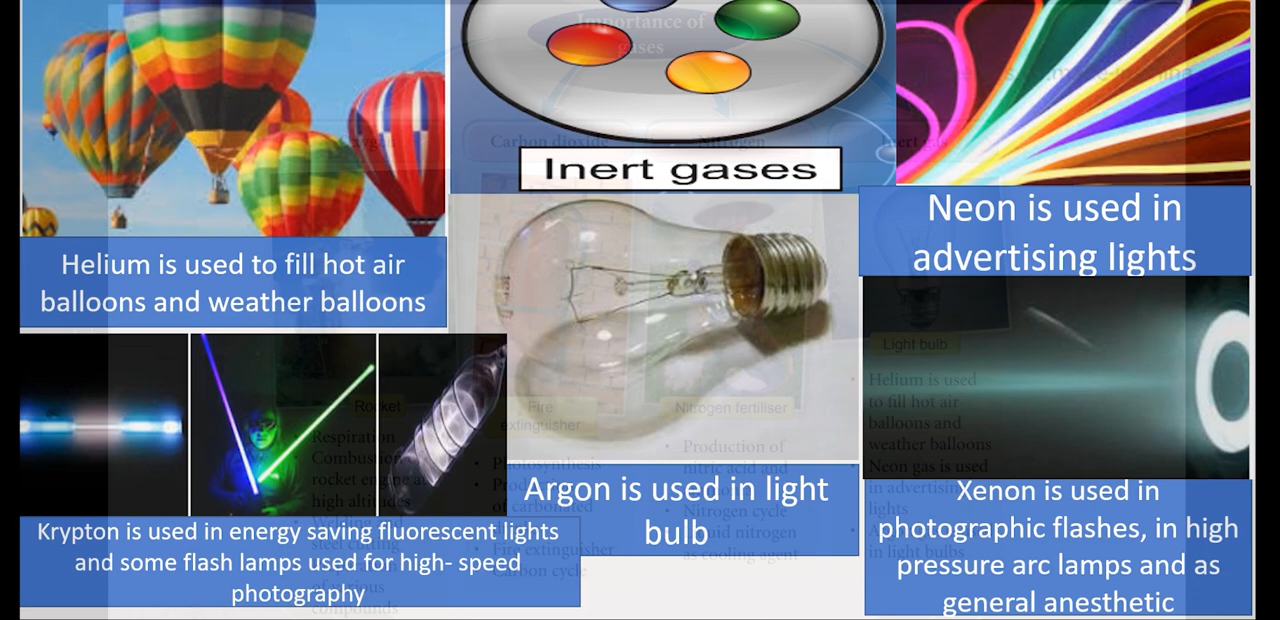 Importance of
gases
Carbon dioxide
Nitrogen
Inert gases
Neon is used in
advertising lights
Helium is used to fill hot air
balloons and weather balloons
Light bulb
Helium is used
to fill hot air
balloons and
weather balloons
Neon gas is used
in advertising
lights
in light bulbs
Rocket
Fire
extinguisher
Nitrogen fertiliser
• Respiration
• Combustion
rocket engine at
high altitudes
• Photosynthesis
of carbonated
• Fire extinguisher
• Carbon cycle
• Production of
nitric acid and
• Nitrogen cycle
as cooling agent
compounds
Argon is used in light
bulb
Krypton is used in energy saving fluorescent lights
and some flash lamps used for high- speed
photography
Xenon is used in
photographic flashes, in high
pressure arc lamps and as
general anesthetic